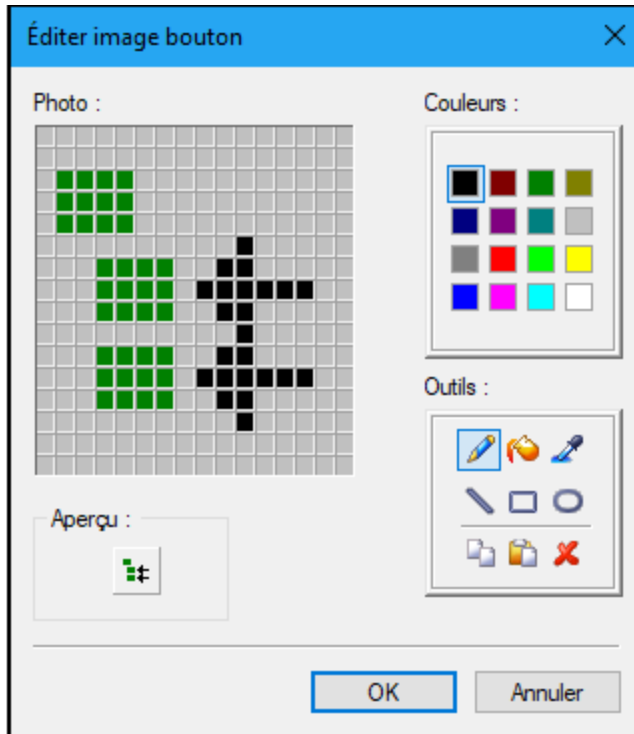 Éditer image bouton
Photo :
Couleurs :
Outils :
Aperçu :
OK
Annuler